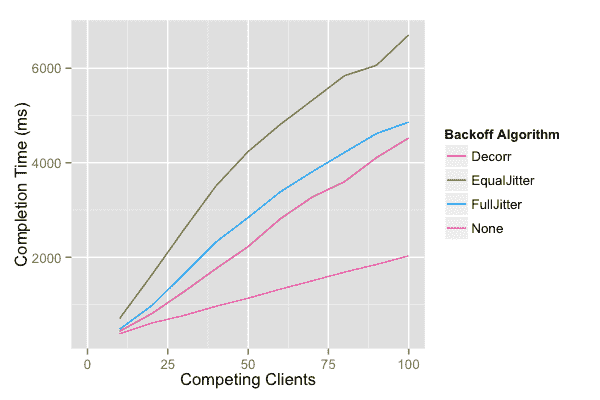 Completion Time (ms)
6000
4000
2000
0
25
50
75
100
Competing Clients
Backoff Algorithm
Decorr
EqualJitter
FullJitter
None